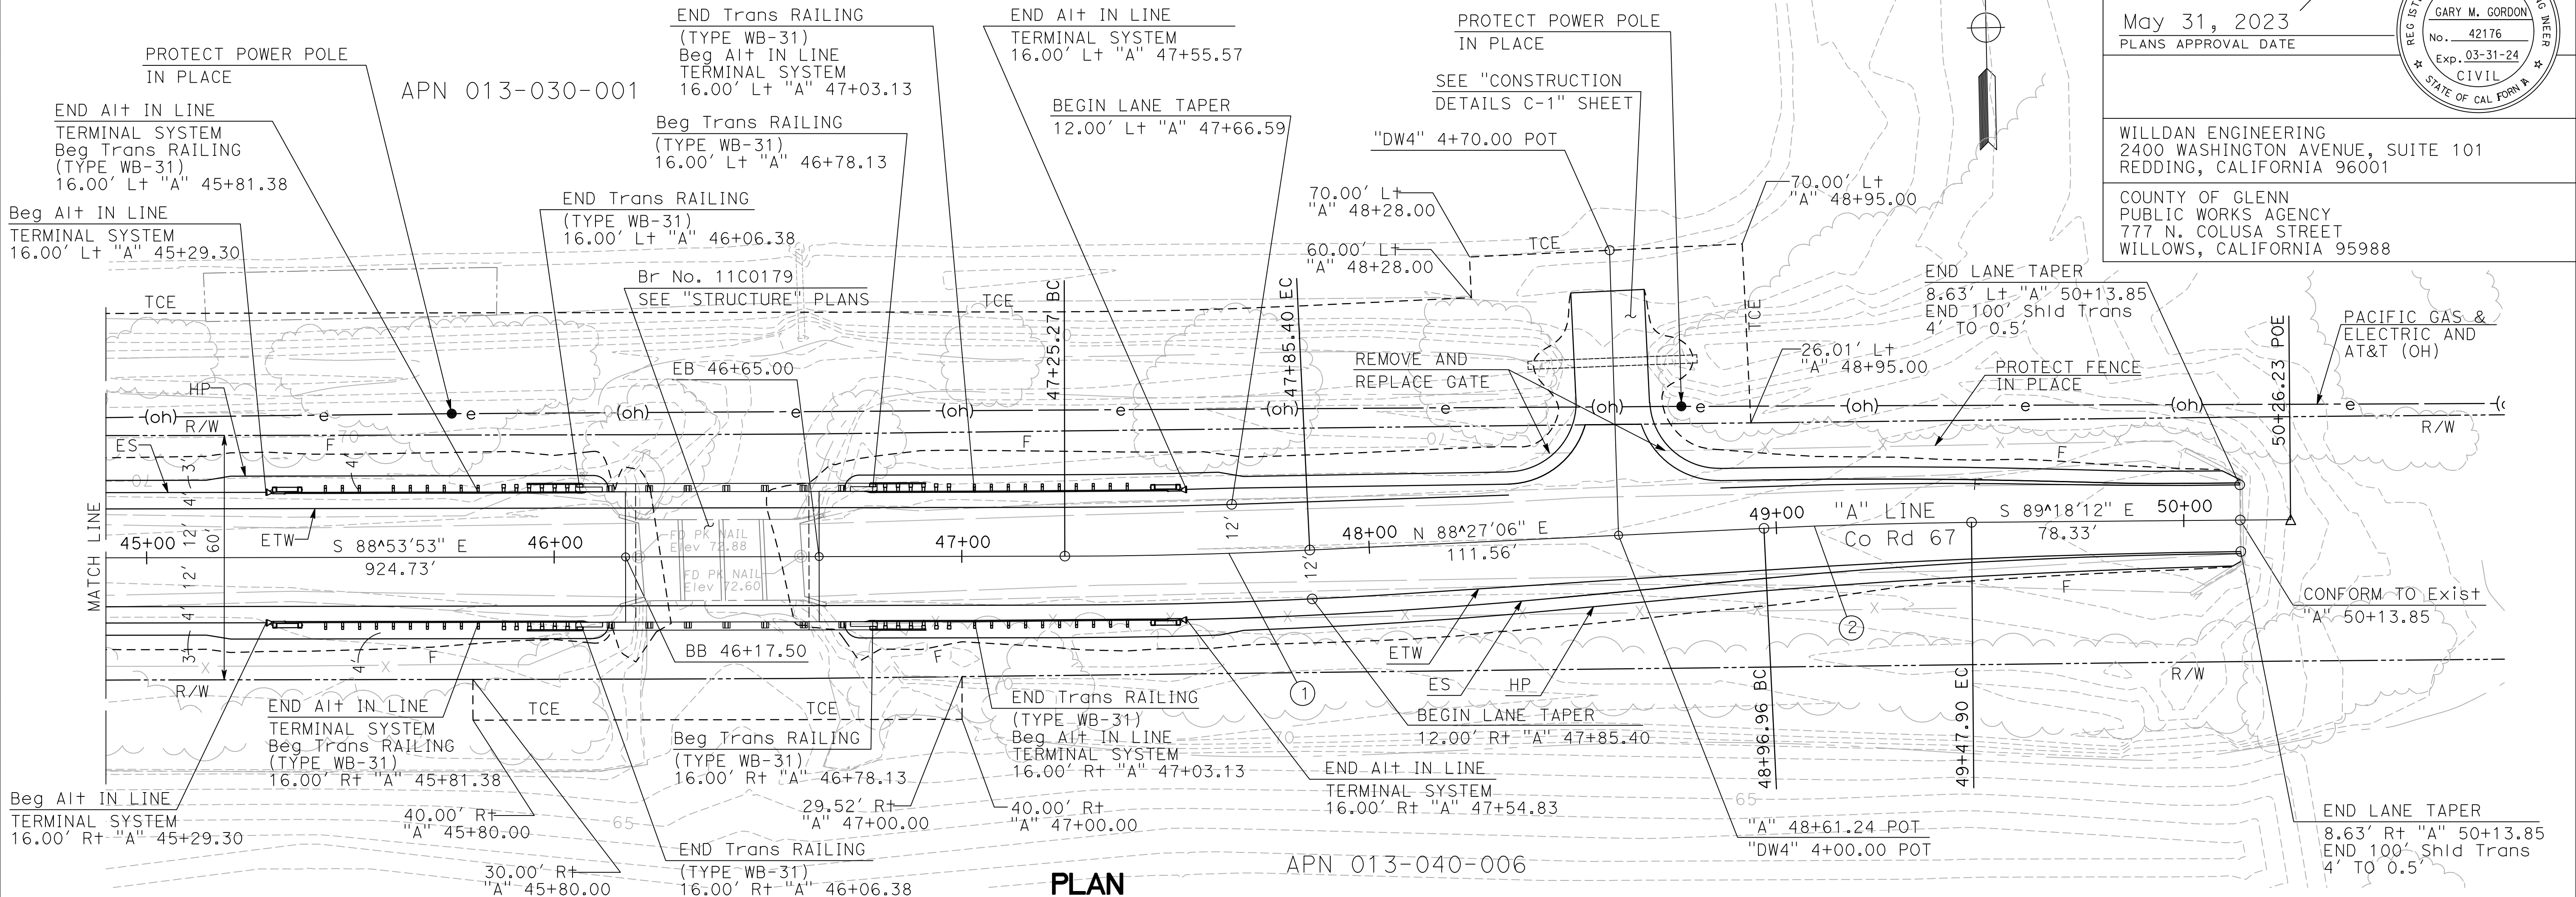 PROTECT POWER POLE
IN PLACE
APN 013-030-001
END Trans RAILING
(TYPE WB-31)
Beg Alt IN LINE
TERMINAL SYSTEM
16.00' Lt "A" 47+03.13
END Alt IN LINE
TERMINAL SYSTEM
16.00' Lt "A" 47+55.57
PROTECT POWER POLE
IN PLACE
SEE "CONSTRUCTION
DETAILS C-1" SHEET
May 31, 2023
PLANS APPROVAL DATE
GARY M. GORDON
No. 42176
Exp. 03-31-24
CIVIL
STATE OF CALFORNA
WILLDAN ENGINEERING
2400 WASHINGTON AVENUE, SUITE 101
REDDING, CALIFORNIA 96001
COUNTY OF GLENN
PUBLIC WORKS AGENCY
777 N. COLUSA STREET
WILLOWS, CALIFORNIA 95988
END Alt IN LINE
TERMINAL SYSTEM
Beg Trans RAILING
(TYPE WB-31)
16.00' Lt "A" 45+81.38
Beg Trans RAILING
(TYPE WB-31)
16.00' Lt "A" 46+78.13
BEGIN LANE TAPER
12.00' Lt "A" 47+66.59
"DW4" 4+70.00 POT
Beg Alt IN LINE
TERMINAL SYSTEM
16.00' Lt "A" 45+29.30
END Trans RAILING
(TYPE WB-31)
16.00' Lt "A" 46+06.38
70.00' Lt
"A" 48+28.00
70.00' Lt
"A" 48+95.00
60.00' Lt
"A" 48+28.00
TCE
Br No. 11C0179
SEE "STRUCTURE" PLANS
END LANE TAPER
8.63' Lt "A" 50+13.85
END 100' Shld Trans
4' TO 0.5'
TCE
TCE
TCE
47+25.27 BC
47+85.40 EC
EB 46+65.00
REMOVE AND
REPLACE GATE
26.01' Lt
"A" 48+95.00
PROTECT FENCE
IN PLACE
50+26.23 POE
PACIFIC GAS &
ELECTRIC AND
AT&T (OH)
HP
(oh) e e (oh) e (oh) e (oh) e (oh) e (oh) e (oh) e
R/W
R/W
ES
F
F
F
F
70
70
70
4'
3'
4'
12'
60'
12'
4'
3'
4'
MATCH LINE
ETW
45+00
S 88^53'53" E
924.73'
46+00
FD PK NAIL
Elev 72.88
FD PK NAIL
Elev 72.60
47+00
12'
12'
48+00
N 88^27'06" E
111.56'
49+00
"A" LINE
Co Rd 67
S 89^18'12" E
78.33'
50+00
CONFORM TO Exist
"A" 50+13.85
BB 46+17.50
F
F
F
1
2
ETW
ES
HP
R/W
R/W
TCE
TCE
48+96.96 BC
49+47.90 EC
END Alt IN LINE
TERMINAL SYSTEM
Beg Trans RAILING
(TYPE WB-31)
16.00' Rt "A" 45+81.38
Beg Trans RAILING
(TYPE WB-31)
16.00' Rt "A" 46+78.13
END Trans RAILING
(TYPE WB-31)
Beg Alt IN LINE
TERMINAL SYSTEM
16.00' Rt "A" 47+03.13
BEGIN LANE TAPER
12.00' Rt "A" 47+85.40
END Alt IN LINE
TERMINAL SYSTEM
16.00' Rt "A" 47+54.83
Beg Alt IN LINE
TERMINAL SYSTEM
16.00' Rt "A" 45+29.30
40.00' Rt
"A" 45+80.00
29.52' Rt
"A" 47+00.00
40.00' Rt
"A" 47+00.00
65
65
70
"A" 48+61.24 POT
"DW4" 4+00.00 POT
END LANE TAPER
8.63' Rt "A" 50+13.85
END 100' Shld Trans
4' TO 0.5'
30.00' Rt
"A" 45+80.00
END Trans RAILING
(TYPE WB-31)
16.00' Rt "A" 46+06.38
APN 013-040-006
PLAN